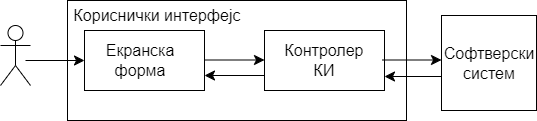 Кориснички интерфејс
Екранска
форма
Контролер
КИ
Софтверски
систем